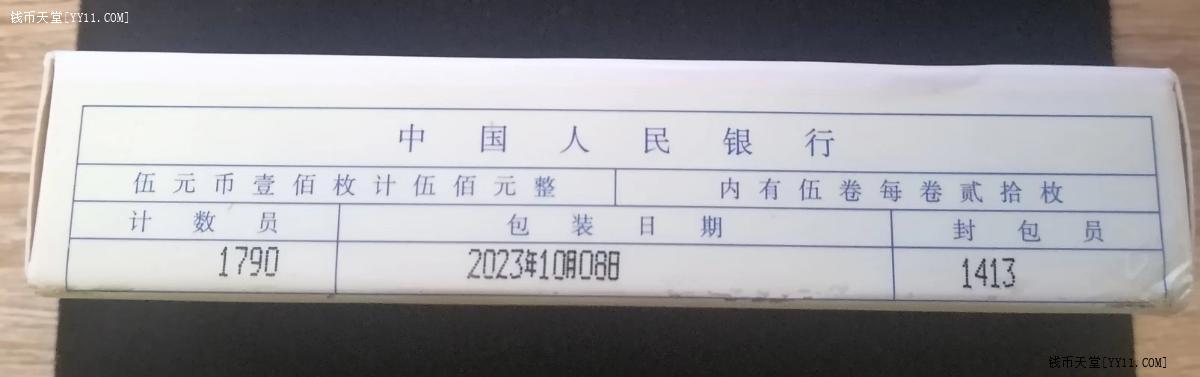 钱币天堂[YY11.COM]
中国人民银行
伍元币壹佰枚计伍佰元整 内有伍卷每卷贰拾枚
计数员 包装日期 封包员
1790 2023年10月08日 1413
钱币天堂[YY11.COM]